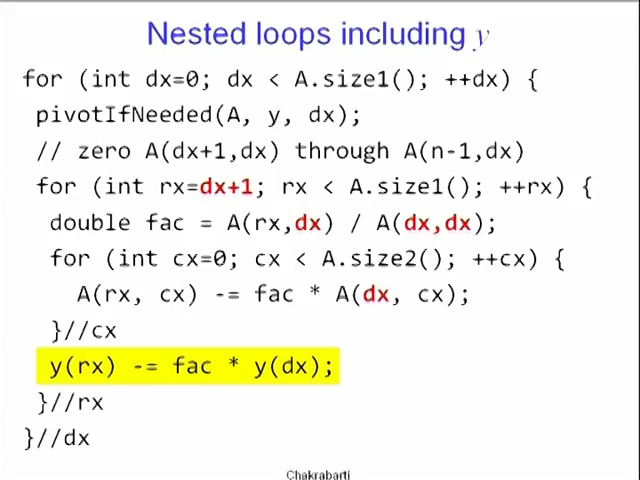 Nested loops including y
for (int dx=0; dx < A.size1(); ++dx) {
pivotIfNeeded(A, y, dx);
// zero A(dx+1,dx) through A(n-1,dx)
for (int rx=dx+1; rx < A.size1(); ++rx) {
double fac = A(rx,dx) / A(dx,dx);
for (int cx=0; cx < A.size2(); ++cx) {
A(rx, cx) -= fac * A(dx, cx);
}//cx
y(rx) -= fac * y(dx);
}//rx
}//dx
Chakrabarti